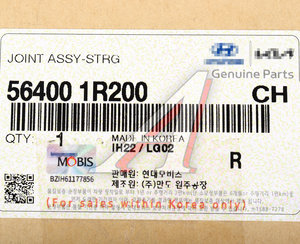 JOINT ASSY-STRG
Genuine Parts
56400 1R200 CH
QTY: 1 MADE IN KOREA
IH22 / LG02
MOBIS R
BZIH61177856
판매원: 현대모비스
제조원: (주)만도 원주공장
(For sales within Korea only)